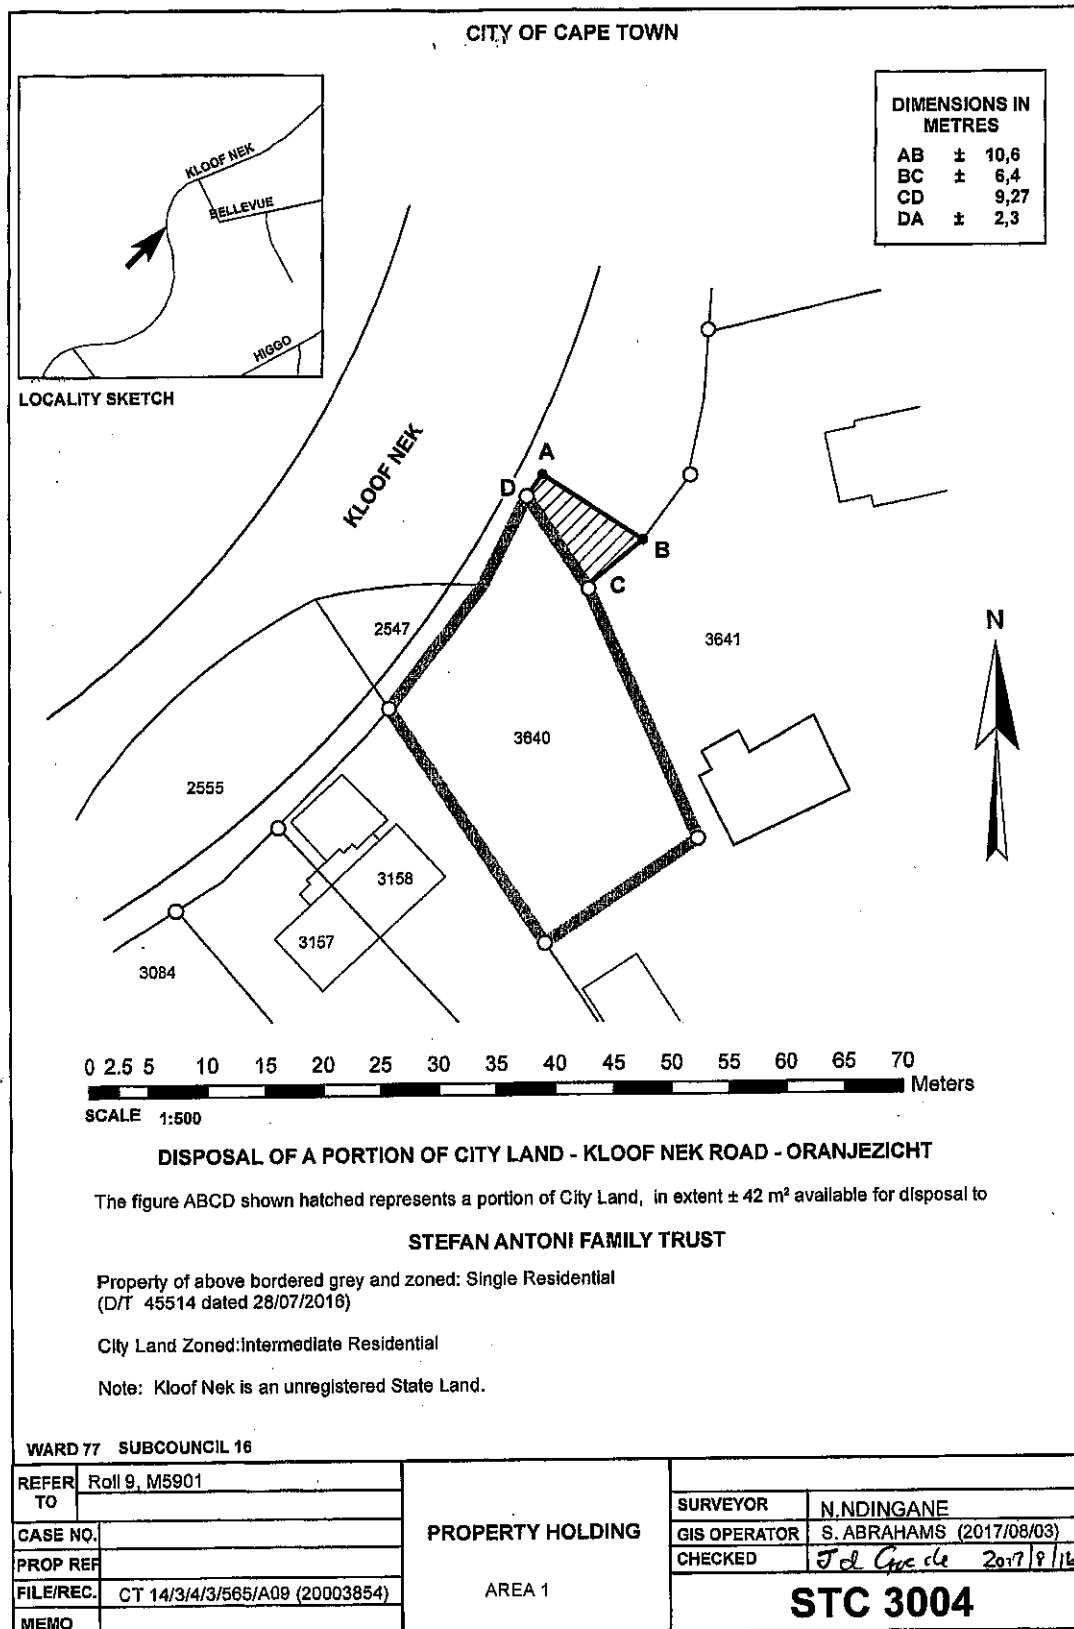 CITY OF CAPE TOWN
KLOOF NEK
BELLEVUE
HIGGO
LOCALITY SKETCH
DIMENSIONS IN
METRES
AB ± 10,6
BC ± 6,4
CD 9,27
DA ± 2,3
KLOOF NEK
A
D
B
C
2547
3641
N
3640
2555
3158
3157
3084
0 2.5 5 10 15 20 25 30 35 40 45 50 55 60 65 70
Meters
SCALE 1:500
DISPOSAL OF A PORTION OF CITY LAND - KLOOF NEK ROAD - ORANJEZICHT
The figure ABCD shown hatched represents a portion of City Land, in extent ± 42 m² available for disposal to
STEFAN ANTONI FAMILY TRUST
Property of above bordered grey and zoned: Single Residential
(D/T 45514 dated 28/07/2016)
City Land Zoned:Intermediate Residential
Note: Kloof Nek is an unregistered State Land.
WARD 77 SUBCOUNCIL 16
REFER TO Roll 9, M5901
CASE NO.
PROP REF
FILE/REC. CT 14/3/4/3/565/A09 (20003854)
MEMO
PROPERTY HOLDING
AREA 1
SURVEYOR N.NDINGANE
GIS OPERATOR S. ABRAHAMS (2017/08/03)
CHECKED 2017/8/16
STC 3004